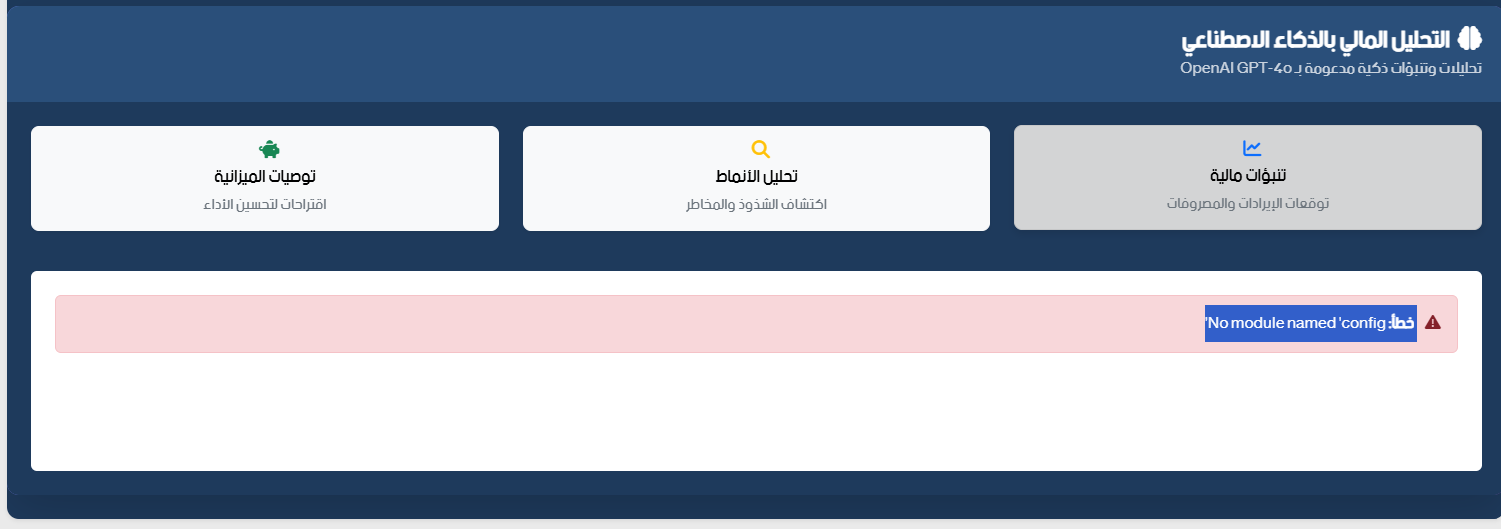 التحليل المالي بالذكاء الاصطناعي
تحليلات وتنبؤات ذكية مدعومة بـ OpenAI GPT-4o
تنبؤات مالية
توقعات الإيرادات والمصروفات
تحليل الأنماط
اكتشاف الشذوذ والمخاطر
توصيات الميزانية
اقتراحات لتحسين الأداء
خطأ: No module named 'config'